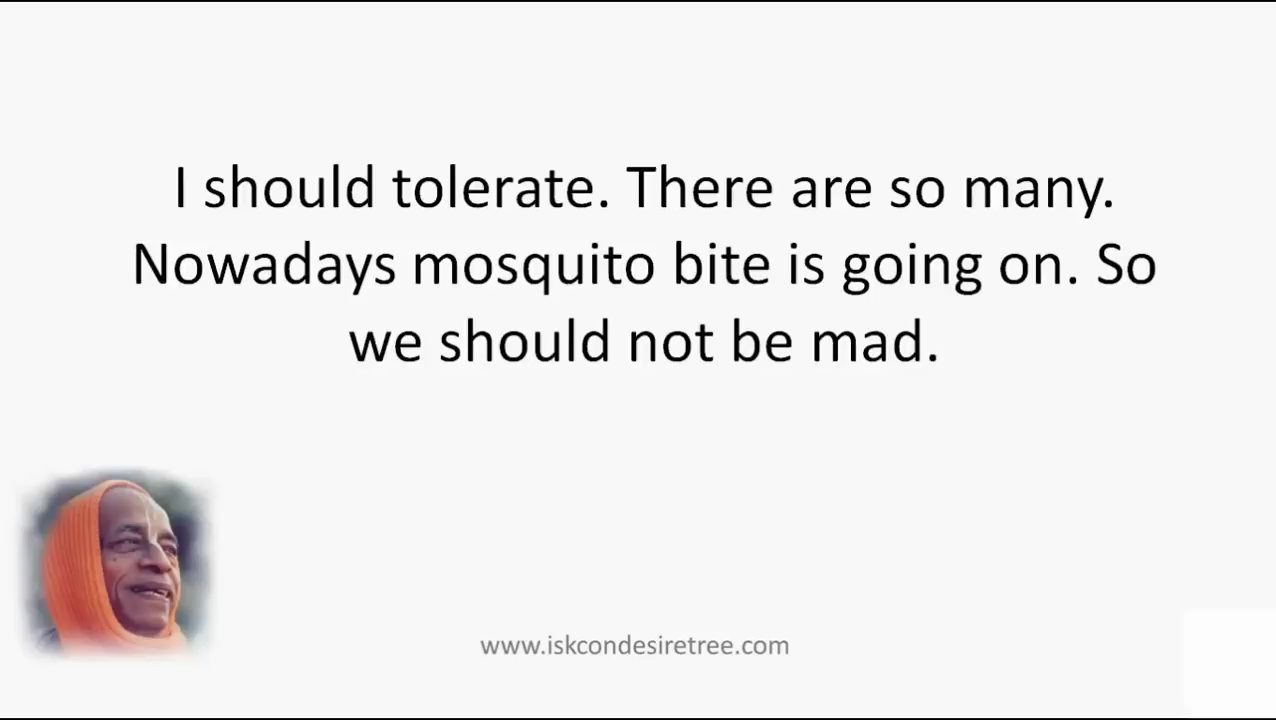 I should tolerate. There are so many.
Nowadays mosquito bite is going on. So
we should not be mad.
www.iskcondesiretree.com